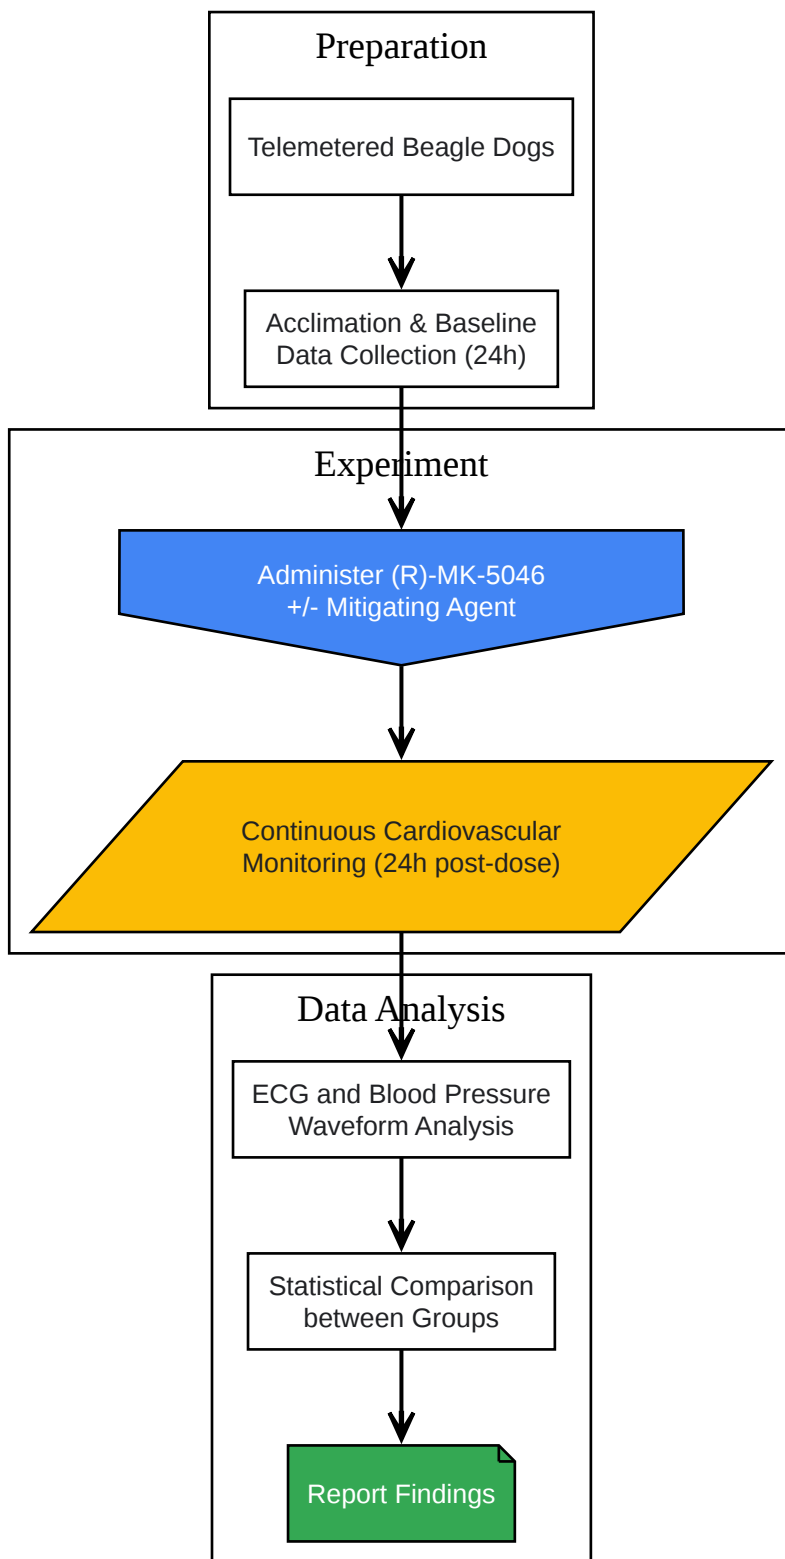 Preparation
Telemetered Beagle Dogs
Acclimation & Baseline
Data Collection (24h)
Experiment
Administer (R)-MK-5046
+/- Mitigating Agent
Continuous Cardiovascular
Monitoring (24h post-dose)
Data Analysis
ECG and Blood Pressure
Waveform Analysis
Statistical Comparison
between Groups
Report Findings